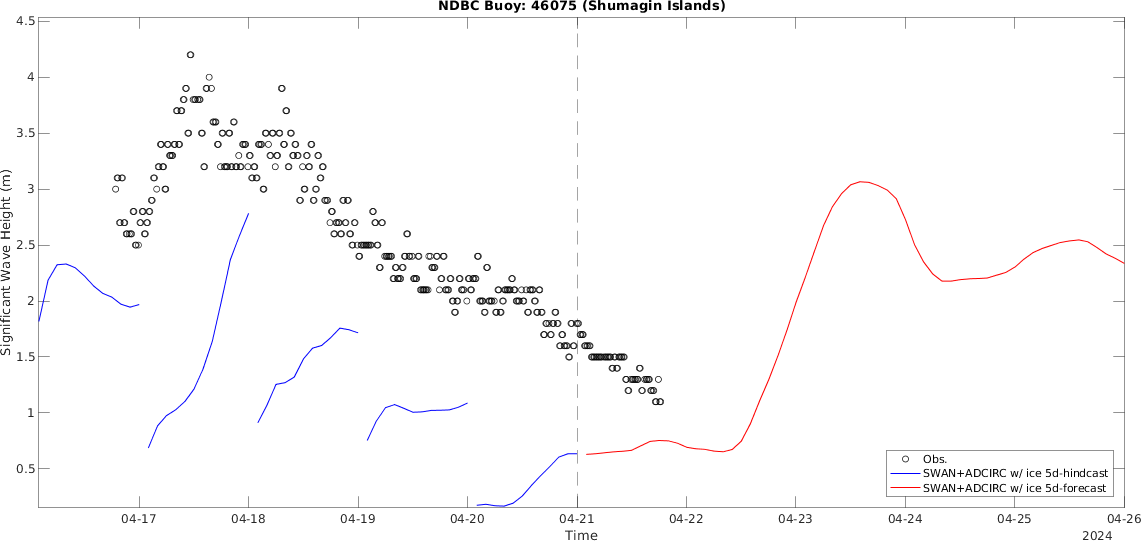 NDBC Buoy: 46075 (Shumagin Islands)
4.5
4
3.5
3
2.5
2
1.5
1
0.5
Significant Wave Height (m)
Obs.
SWAN+ADCIRC w/ ice 5d-hindcast
SWAN+ADCIRC w/ ice 5d-forecast
04-17 04-18 04-19 04-20 04-21 04-22 04-23 04-24 04-25 04-26
Time
2024